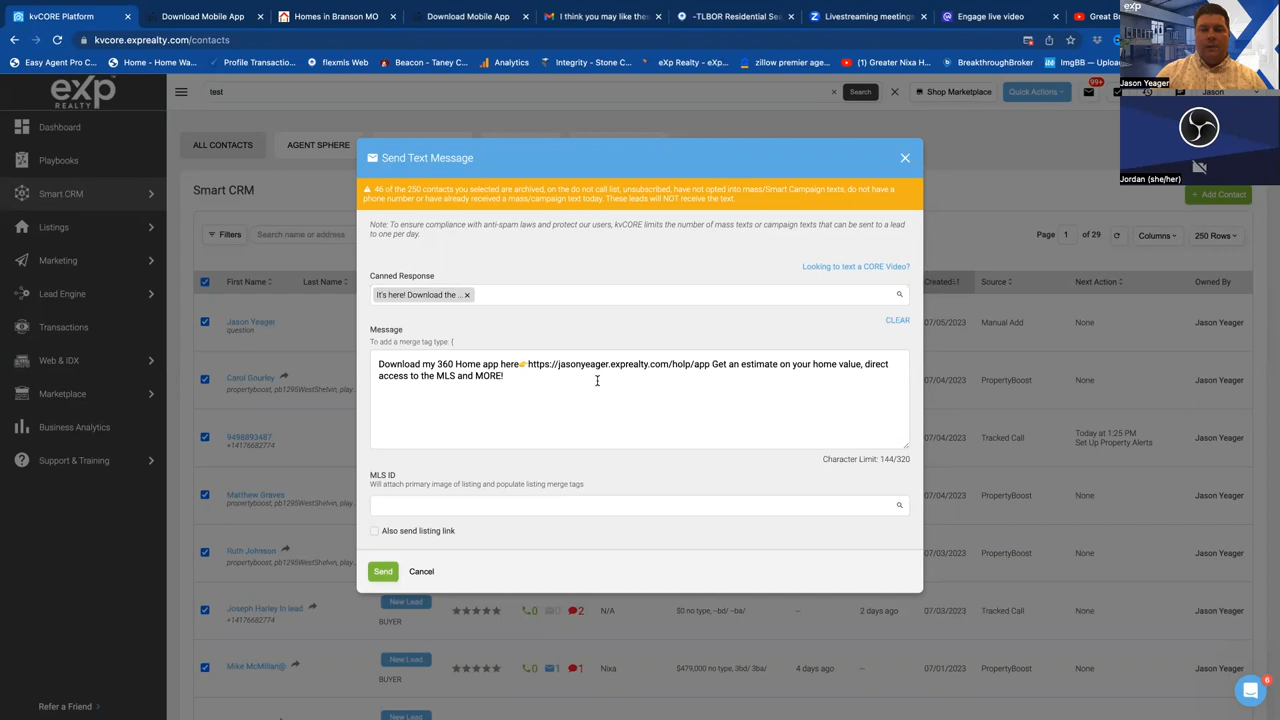 kvCORE Platform
Download Mobile App
Homes in Branson MO
Download Mobile App
I think you may like thes
-TLBOR Residential Sea
Livestreaming meetings
Engage live video
Great Br
exp
kvcore.exprealty.com/contacts
Easy Agent Pro C...
Home - Home Wa...
Profile Transactio...
flexmls Web
Beacon - Taney C...
Analytics
Integrity - Stone C...
eXp Realty - eXp...
zillow premier age...
(1) Greater Nixa H...
BreakthroughBroker
ImgBB — Upload
Jason Yeager
exp
REALTY
test
Search
Shop Marketplace
Quick Actions
99+
Jason
Dashboard
Playbooks
Smart CRM
Listings
Marketing
Lead Engine
Transactions
Web & IDX
Marketplace
Business Analytics
Support & Training
Refer a Friend
Jordan (she/her)
ALL CONTACTS
AGENT SPHERE
Smart CRM
+ Add Contact
Filters
Search name or address
Page
1
of 29
Columns
250 Rows
First Name
Last Name
Created
Source
Next Action
Owned By
Jason Yeager
question
07/05/2023
Manual Add
None
Jason Yeager
Carol Gourley
propertyboost, pb1295WestShelvin, play
07/04/2023
PropertyBoost
None
Jason Yeager
9498893487
+14176682774
07/04/2023
Tracked Call
Today at 1:25 PM
Set Up Property Alerts
Jason Yeager
Matthew Graves
propertyboost, pb1295WestShelvin, play
07/04/2023
PropertyBoost
None
Jason Yeager
Ruth Johnson
propertyboost, pb1295WestShelvin, play
07/03/2023
PropertyBoost
None
Jason Yeager
Joseph Harley In lead
+14176682774
New Lead
BUYER
0
0
2
N/A
$0 no type, --bd/ --ba/
--
2 days ago
07/03/2023
Tracked Call
None
Jason Yeager
Mike McMillan@
New Lead
BUYER
0
1
1
Nixa
$479,000 no type, 3bd/ 3ba/
4 days ago
--
07/01/2023
PropertyBoost
None
Jason Yeager
Send Text Message
46 of the 250 contacts you selected are archived, on the do not call list, unsubscribed, have not opted into mass/Smart Campaign texts, do not have a
phone number or have already received a mass/campaign text today. These leads will NOT receive the text.
Note: To ensure compliance with anti-spam laws and protect our users, kvCORE limits the number of mass texts or campaign texts that can be sent to a lead
to one per day.
Looking to text a CORE Video?
Canned Response
It's here! Download the ...
CLEAR
Message
To add a merge tag type: {
Download my 360 Home app here👉https://jasonyeager.exprealty.com/holp/app Get an estimate on your home value, direct
access to the MLS and MORE!
Character Limit: 144/320
MLS ID
Will attach primary image of listing and populate listing merge tags
Also send listing link
Send
Cancel
6